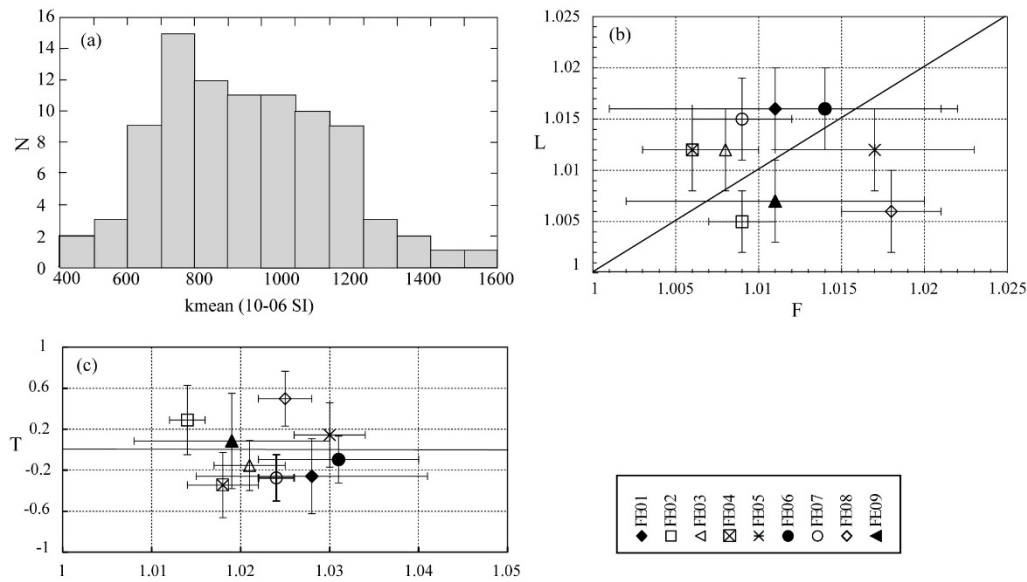 (a)
16
14
12
10
8
6
4
2
0
N
400
600
800
1000
1200
1400
1600
kmean (10-06 SI)
(b)
1.025
1.02
1.015
1.01
1.005
1
L
1
1.005
1.01
1.015
1.02
1.025
F
(c)
1
0.6
0.2
-0.2
-0.6
-1
T
1
1.01
1.02
1.03
1.04
1.05
FE01
FE02
FE03
FE04
FE05
FE06
FE07
FE08
FE09